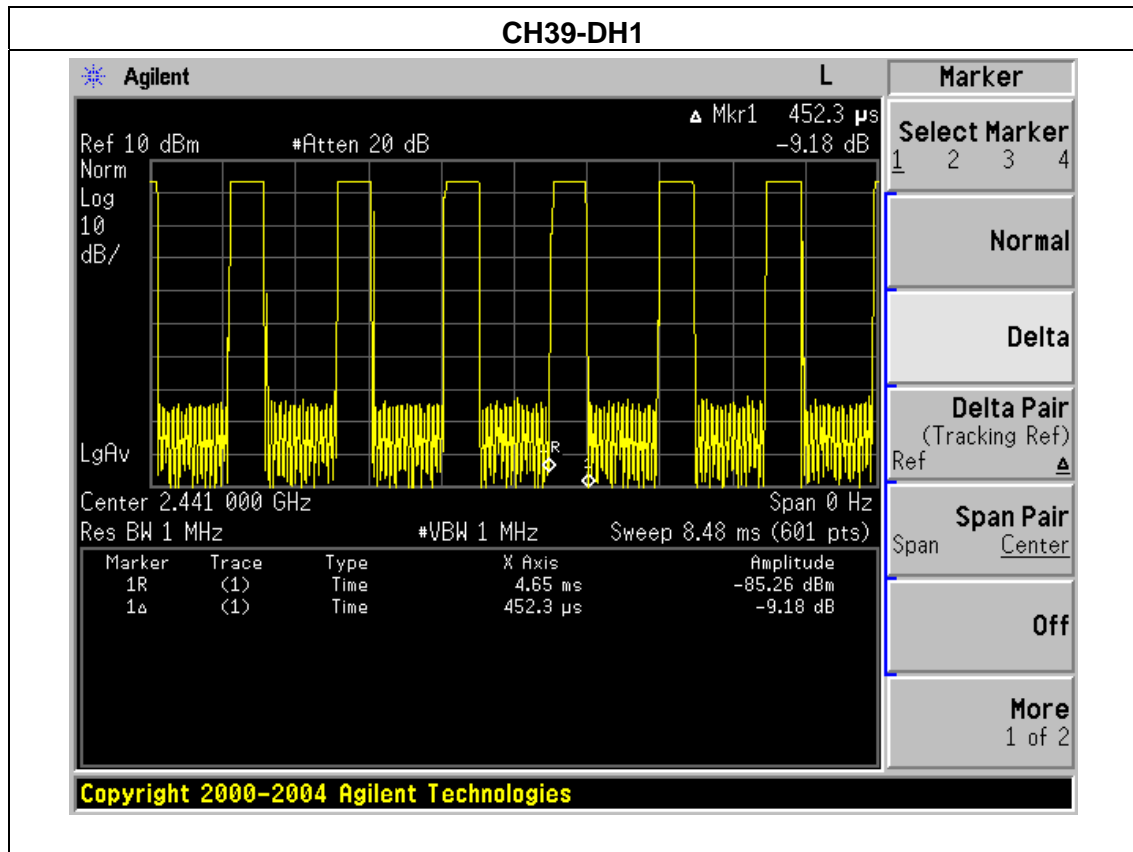 CH39-DH1
Agilent L
Marker
Δ Mkr1 452.3 µs
Ref 10 dBm #Atten 20 dB -9.18 dB
Norm
Log
10
dB/
LgAv
R
1
Center 2.441 000 GHz Span 0 Hz
Res BW 1 MHz #VBW 1 MHz Sweep 8.48 ms (601 pts)
Marker Trace Type X Axis Amplitude
1R (1) Time 4.65 ms -85.26 dBm
1Δ (1) Time 452.3 µs -9.18 dB
Select Marker
1 2 3 4
Normal
Delta
Delta Pair
(Tracking Ref)
Ref Δ
Span Pair
Span Center
Off
More
1 of 2
Copyright 2000-2004 Agilent Technologies